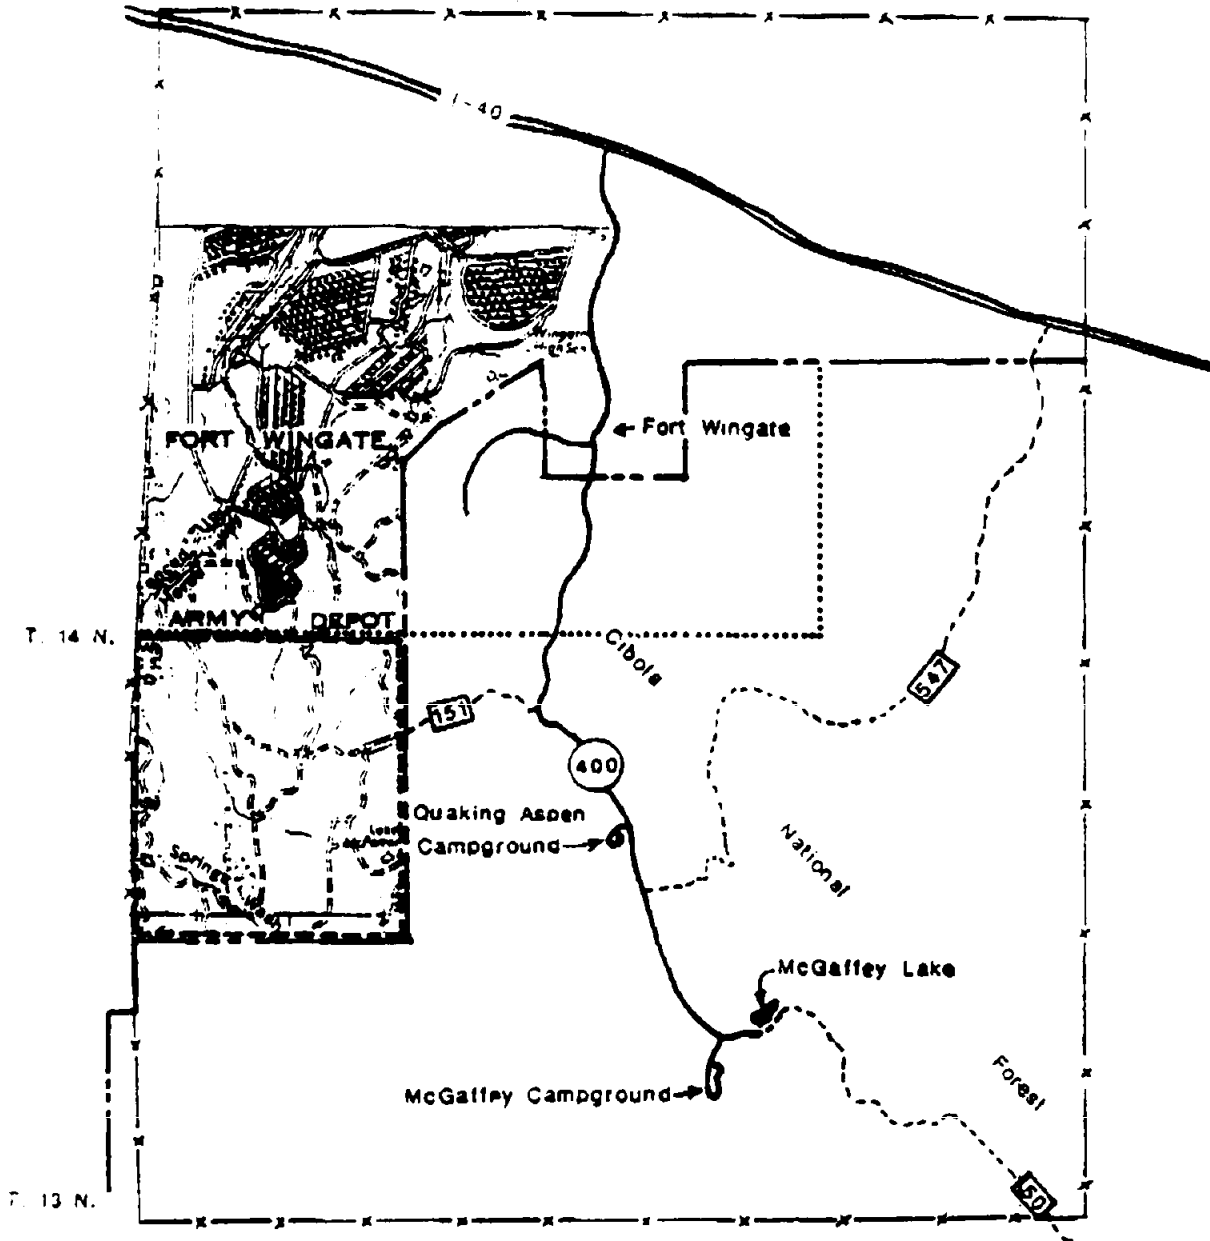 I-40
Fort Wingate
FORT WINGATE
ARMY DEPOT
T. 14 N.
Cibola
547
151
400
Quaking Aspen
Campground
National
Springs
McGaffey Lake
McGaffey Campground
Forest
50
T. 13 N.